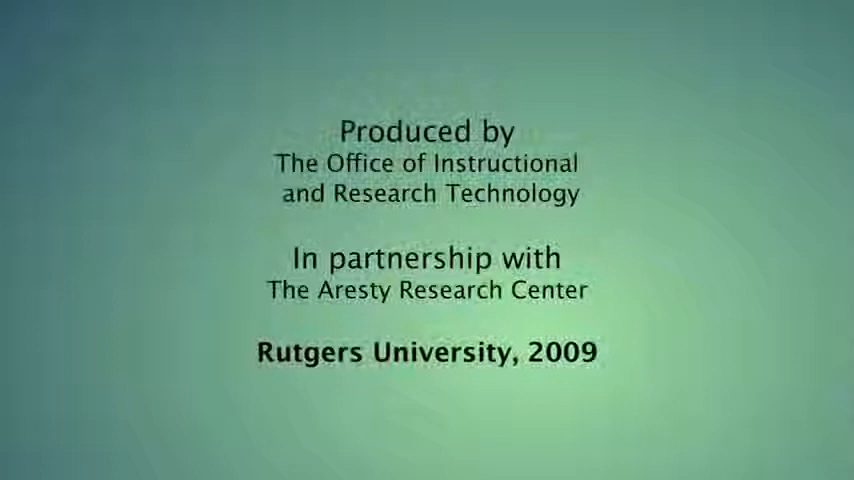 Produced by
The Office of Instructional
and Research Technology
In partnership with
The Aresty Research Center
Rutgers University, 2009